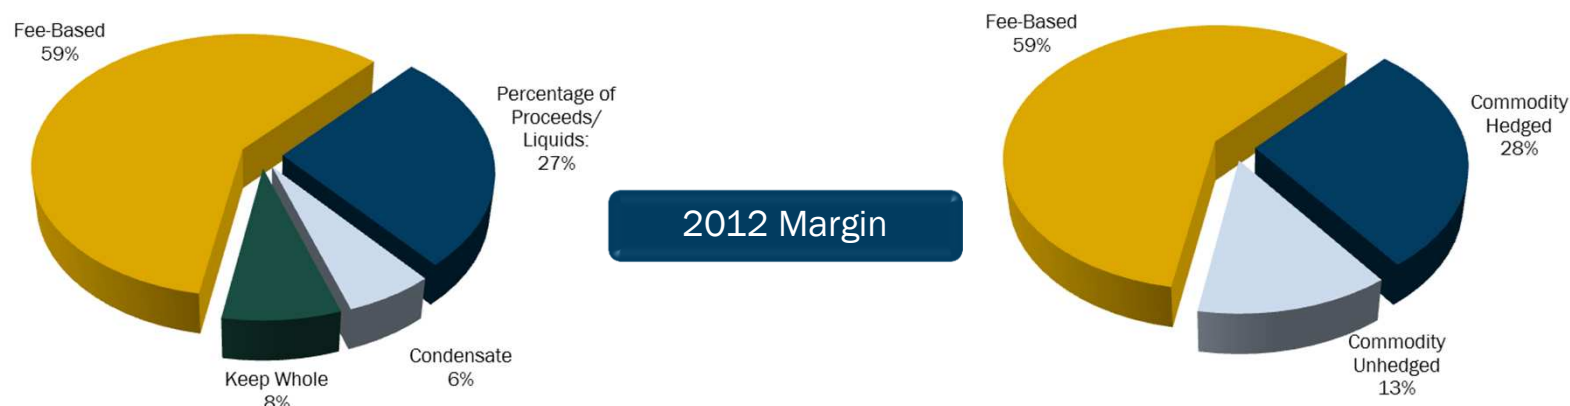 Fee-Based
59%
Percentage of
Proceeds/
Liquids:
27%
Condensate
6%
Keep Whole
8%
2012 Margin
Fee-Based
59%
Commodity
Hedged
28%
Commodity
Unhedged
13%